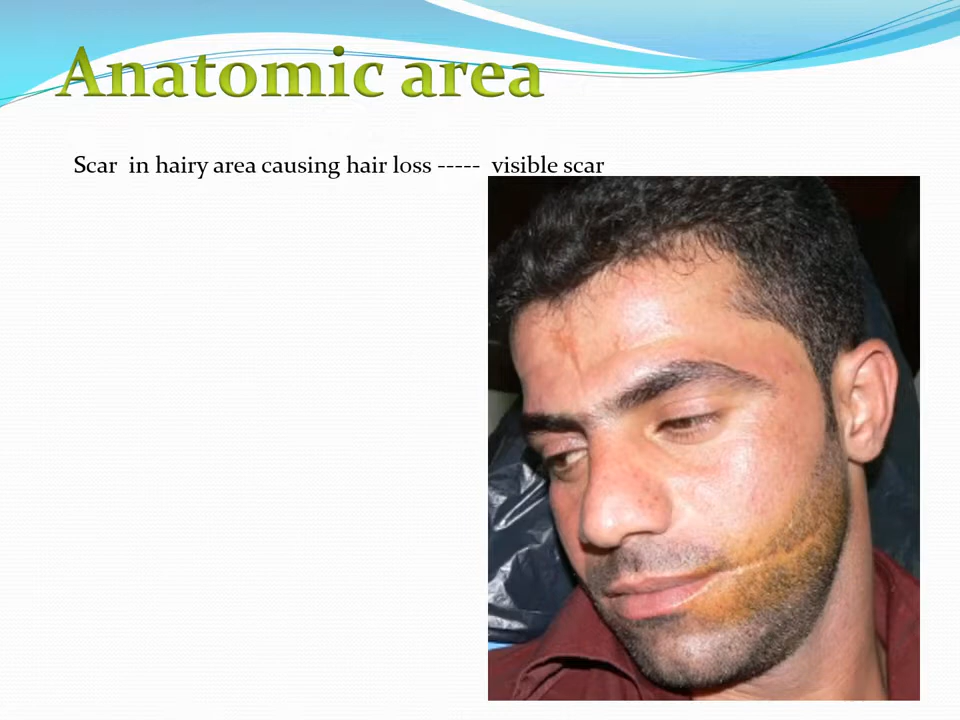 Anatomic area
Scar in hairy area causing hair loss ----- visible scar